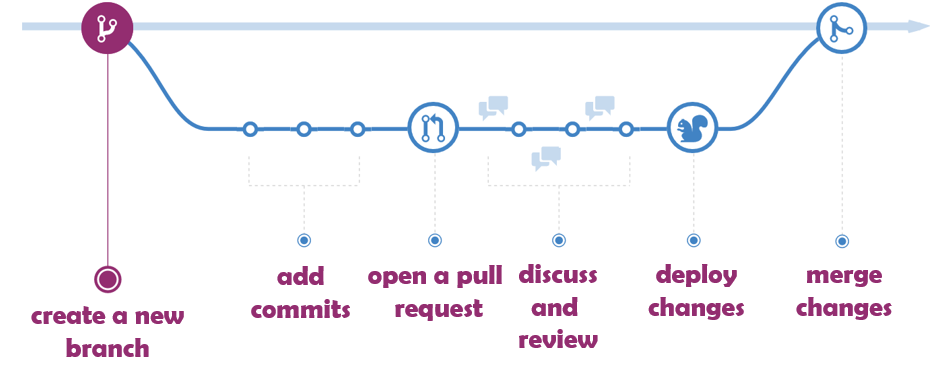 create a new
branch
add
commits
open a pull
request
discuss
and
review
deploy
changes
merge
changes